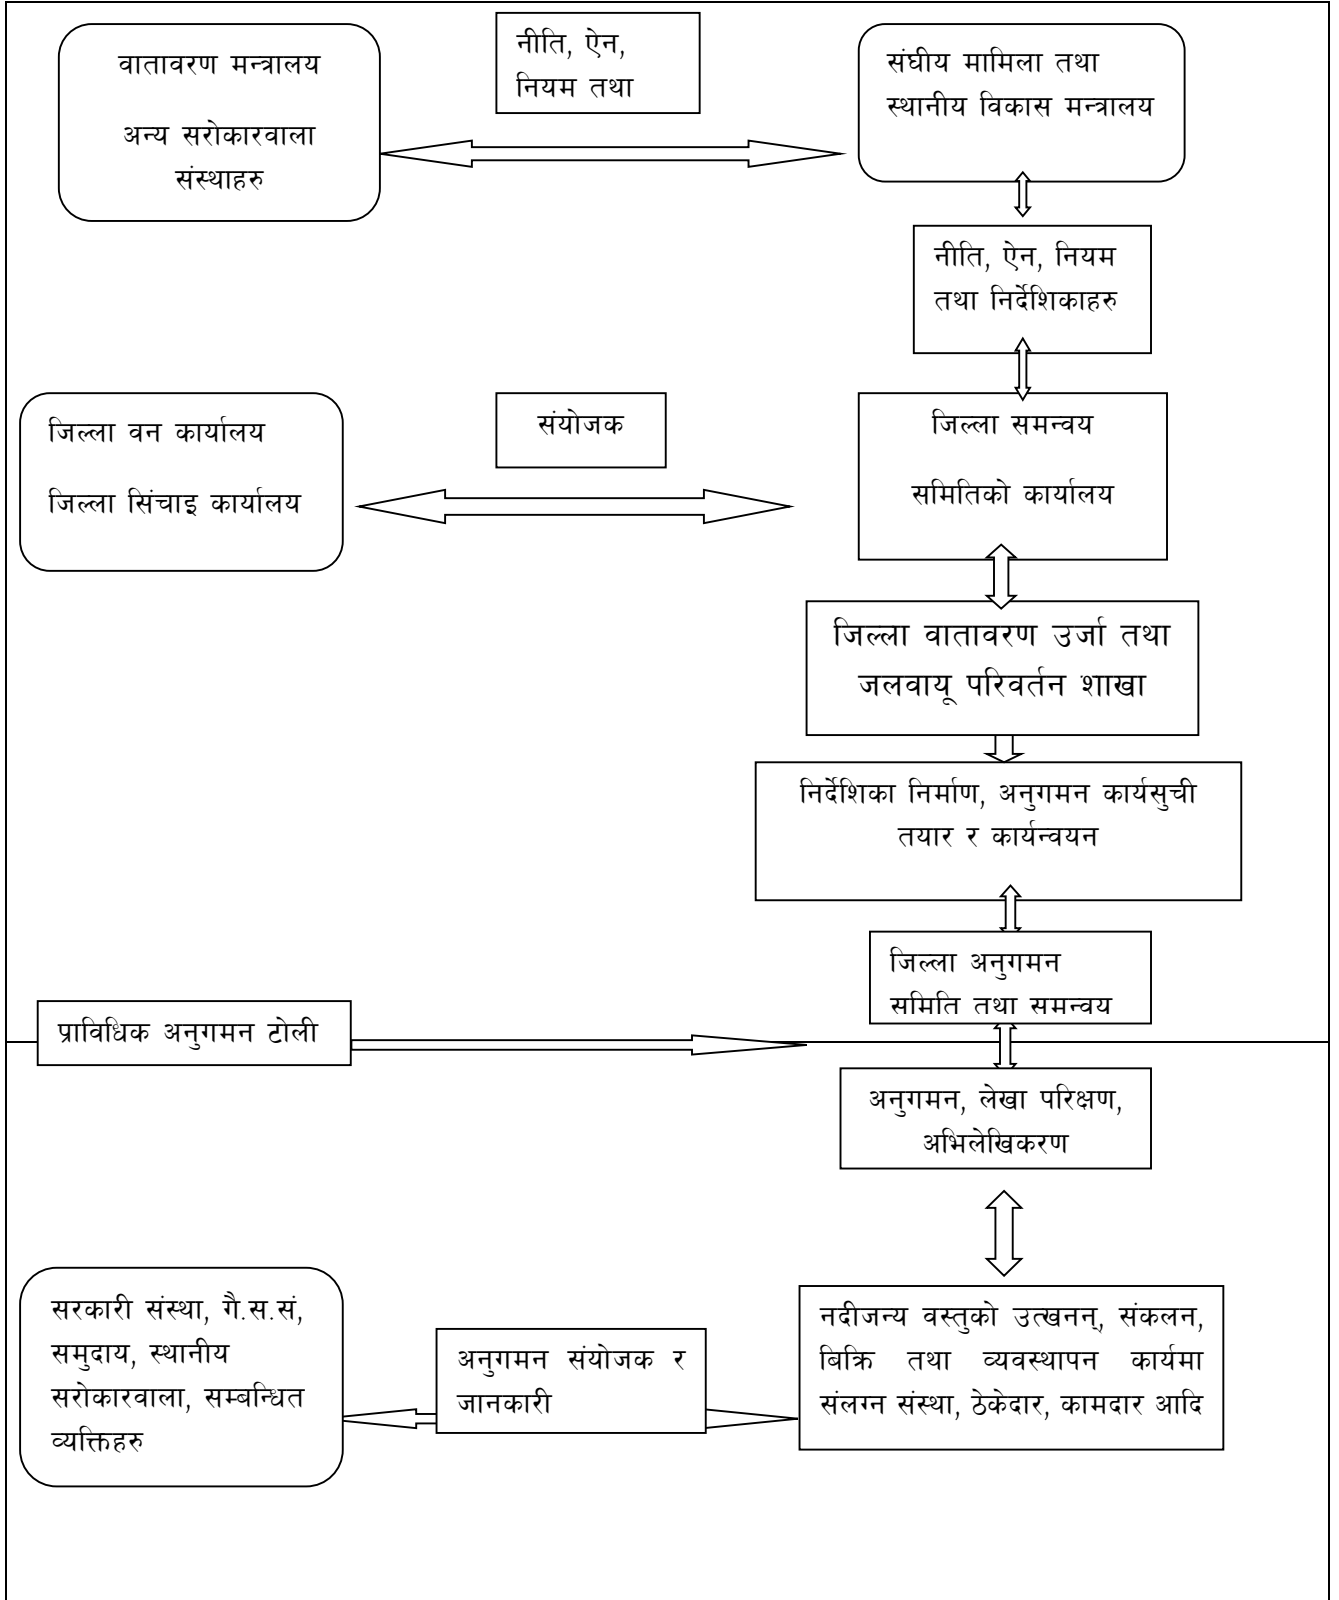 वातावरण मन्त्रालय
अन्य सरोकारवाला
संस्थाहरु
नीति, ऐन,
नियम तथा
संघीय मामिला तथा
स्थानीय विकास मन्त्रालय
नीति, ऐन, नियम
तथा निर्देशिकाहरु
जिल्ला वन कार्यालय
जिल्ला सिंचाइ कार्यालय
संयोजक
जिल्ला समन्वय
समितिको कार्यालय
जिल्ला वातावरण उर्जा तथा
जलवायू परिवर्तन शाखा
निर्देशिका निर्माण, अनुगमन कार्यसुची
तयार र कार्यन्वयन
जिल्ला अनुगमन
समिति तथा समन्वय
प्राविधिक अनुगमन टोली
अनुगमन, लेखा परिक्षण,
अभिलेखिकरण
सरकारी संस्था, गै.स.सं,
समुदाय, स्थानीय
सरोकारवाला, सम्बन्धित
व्यक्तिहरु
अनुगमन संयोजक र
जानकारी
नदीजन्य वस्तुको उत्खनन्, संकलन,
बिक्रि तथा व्यवस्थापन कार्यमा
संलग्न संस्था, ठेकेदार, कामदार आदि